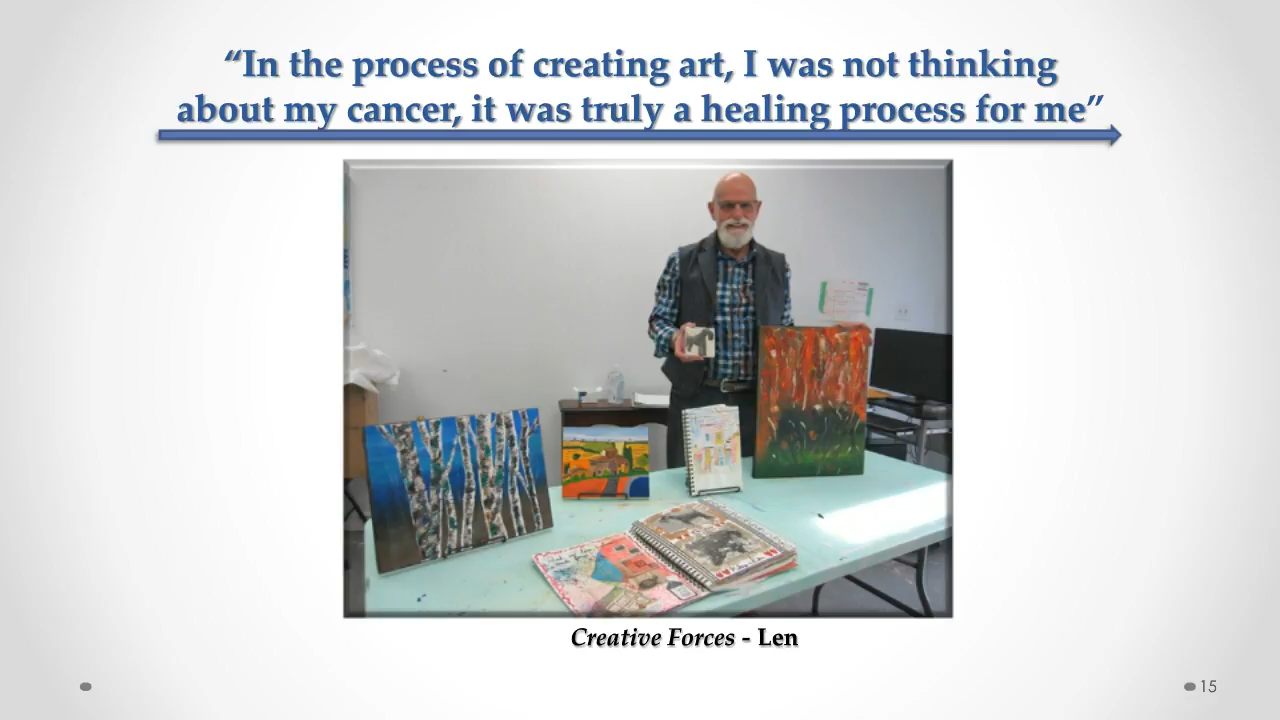 “In the process of creating art, I was not thinking
about my cancer, it was truly a healing process for me”
Creative Forces - Len
15